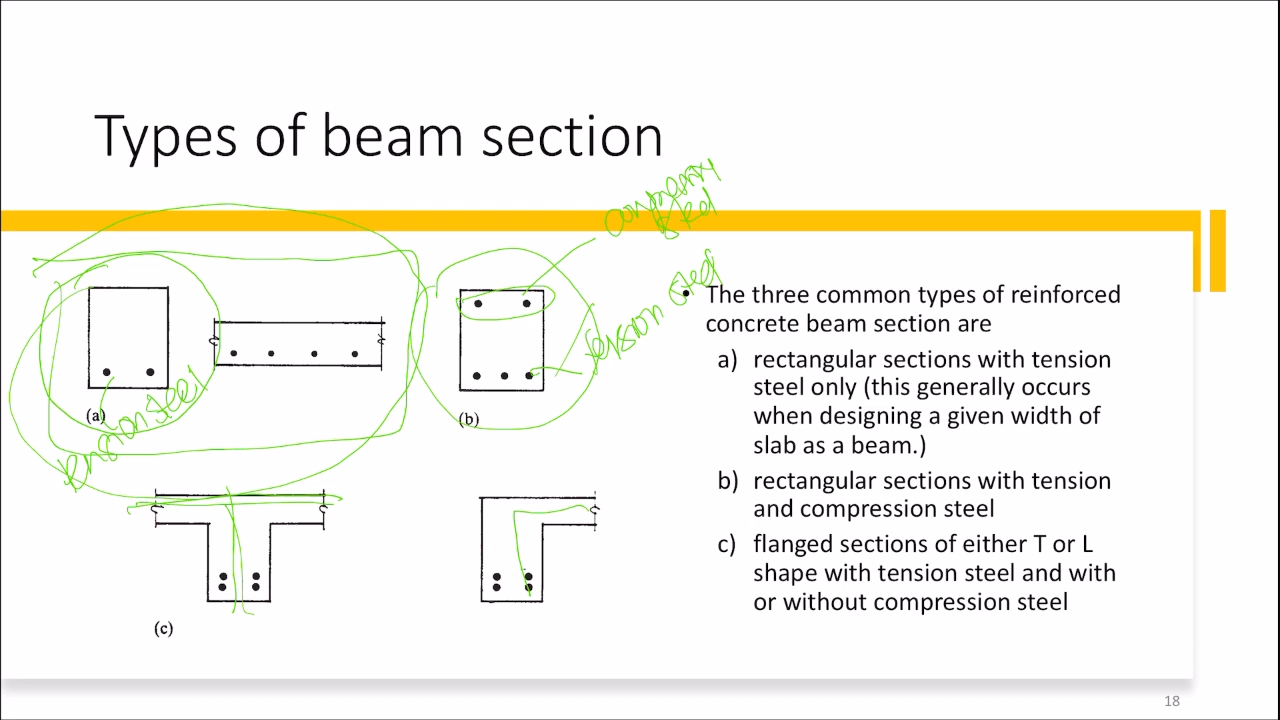 Types of beam section
compression
steel
tension steel
The three common types of reinforced
concrete beam section are
a) rectangular sections with tension
steel only (this generally occurs
when designing a given width of
slab as a beam.)
b) rectangular sections with tension
and compression steel
c) flanged sections of either T or L
shape with tension steel and with
or without compression steel
(a)
tension steel
(b)
(c)
18